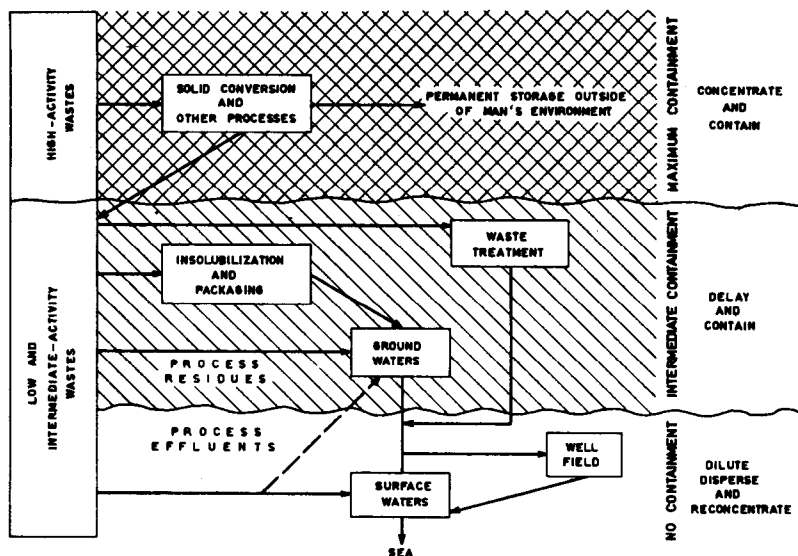 HIGH-ACTIVITY
WASTES
SOLID CONVERSION
AND
OTHER PROCESSES
PERMANENT STORAGE OUTSIDE
OF MAN'S ENVIRONMENT
MAXIMUM CONTAINMENT
CONCENTRATE
AND
CONTAIN
LOW AND
INTERMEDIATE-ACTIVITY
WASTES
WASTE
TREATMENT
INSOLUBILIZATION
AND
PACKAGING
GROUND
WATERS
PROCESS
RESIDUES
INTERMEDIATE CONTAINMENT
DELAY
AND
CONTAIN
PROCESS
EFFLUENTS
WELL
FIELD
SURFACE
WATERS
SEA
NO CONTAINMENT
DILUTE
DISPERSE
AND
RECONCENTRATE